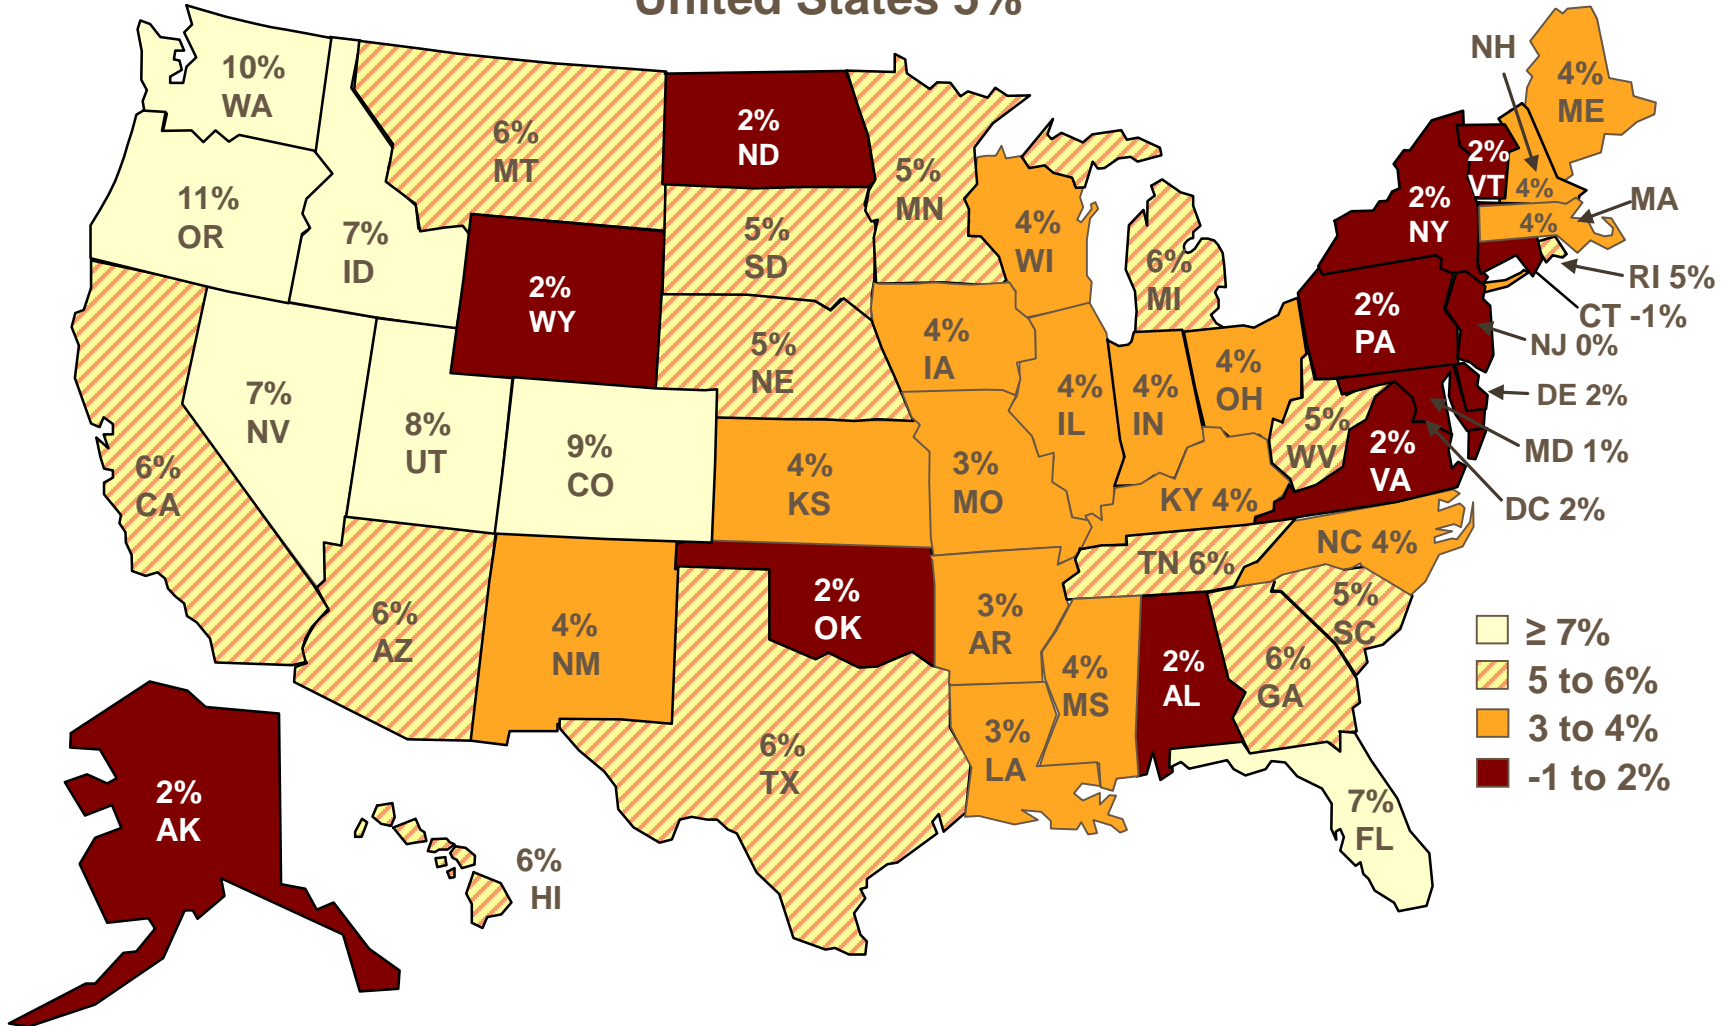 United States 5%
10%
WA
11%
OR
7%
ID
6%
MT
2%
ND
5%
MN
5%
SD
2%
WY
4%
WI
6%
MI
4%
ME
NH
2%
VT
4%
MA
4%
2%
NY
RI 5%
CT -1%
NJ 0%
2%
PA
DE 2%
MD 1%
DC 2%
5%
NE
4%
IA
4%
IL
4%
IN
4%
OH
5%
WV
2%
VA
7%
NV
8%
UT
9%
CO
6%
CA
4%
KS
3%
MO
KY 4%
NC 4%
TN 6%
5%
SC
6%
AZ
4%
NM
2%
OK
3%
AR
4%
MS
2%
AL
6%
GA
6%
TX
3%
LA
7%
FL
2%
AK
6%
HI
≥ 7%
5 to 6%
3 to 4%
-1 to 2%